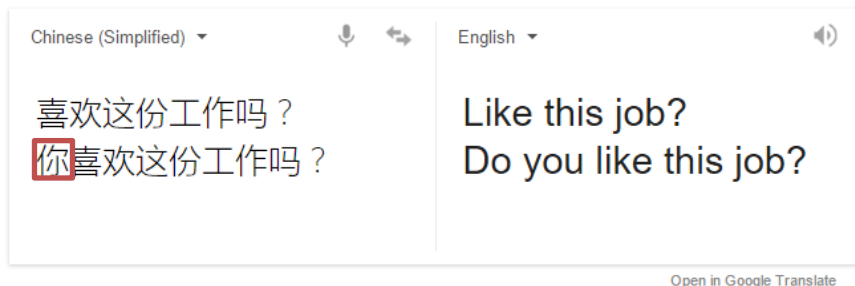 Chinese (Simplified)
English
喜欢这份工作吗？
你喜欢这份工作吗？
Like this job?
Do you like this job?
Open in Google Translate